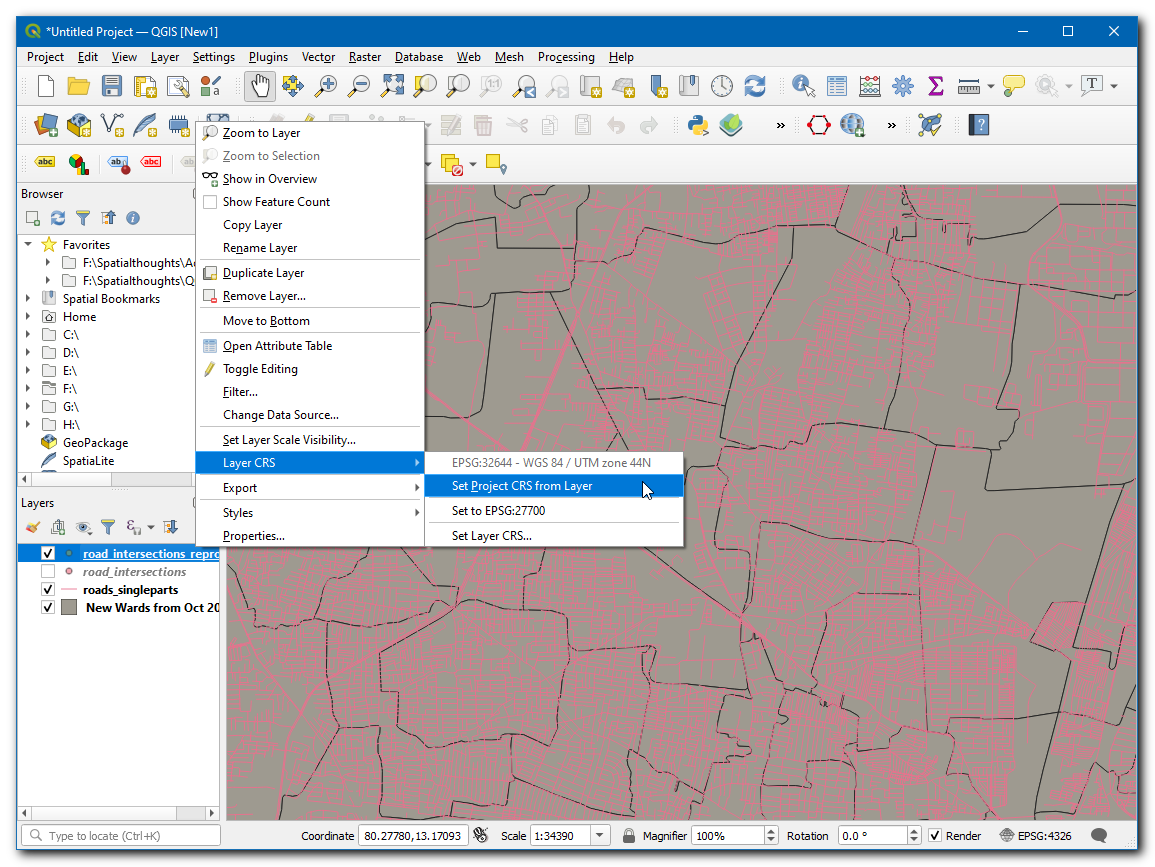 *Untitled Project — QGIS [New1]
Project Edit View Layer Settings Plugins Vector Raster Database Web Mesh Processing Help
abc ab abc
Browser
Favorites
F:\Spatialthoughts\A
F:\Spatialthoughts\Q
Spatial Bookmarks
Home
C:\
D:\
E:\
F:\
G:\
H:\
GeoPackage
SpatiaLite
Layers
road_intersections_repro
road_intersections
roads_singleparts
New Wards from Oct 20
Zoom to Layer
Zoom to Selection
Show in Overview
Show Feature Count
Copy Layer
Rename Layer
Duplicate Layer
Remove Layer...
Move to Bottom
Open Attribute Table
Toggle Editing
Filter...
Change Data Source...
Set Layer Scale Visibility...
Layer CRS
Export
Styles
Properties...
EPSG:32644 - WGS 84 / UTM zone 44N
Set Project CRS from Layer
Set to EPSG:27700
Set Layer CRS...
Type to locate (Ctrl+K) Coordinate 80.27780,13.17093 Scale 1:34390 Magnifier 100% Rotation 0.0 ° Render EPSG:4326